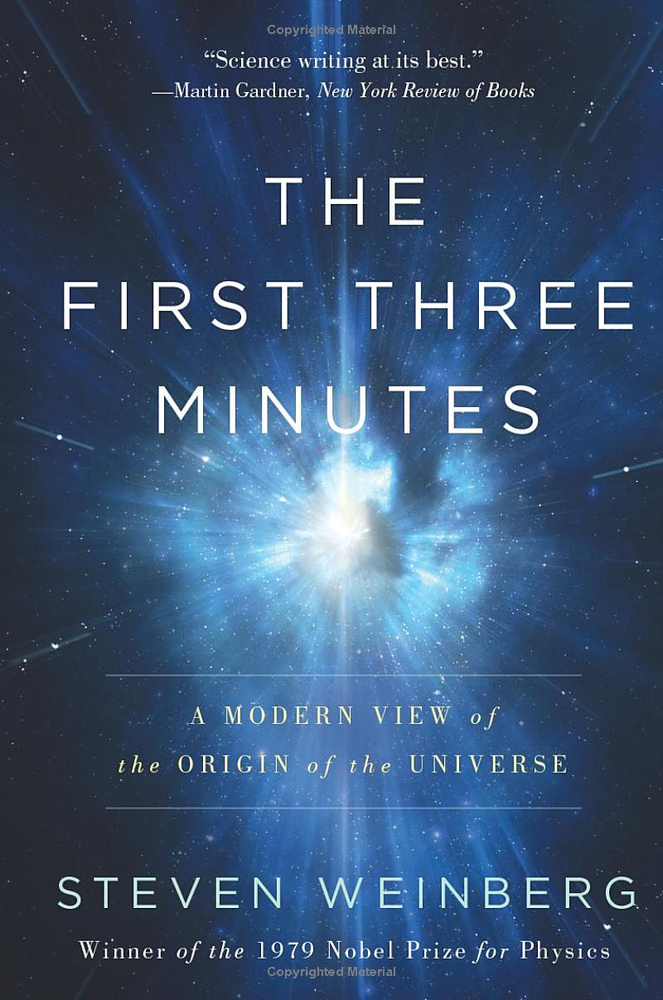 Copyrighted Material
“Science writing at its best.”
—Martin Gardner, New York Review of Books
THE
FIRST THREE
MINUTES
A MODERN VIEW of
the ORIGIN of the UNIVERSE
STEVEN WEINBERG
Winner of the 1979 Nobel Prize for Physics
Copyrighted Material